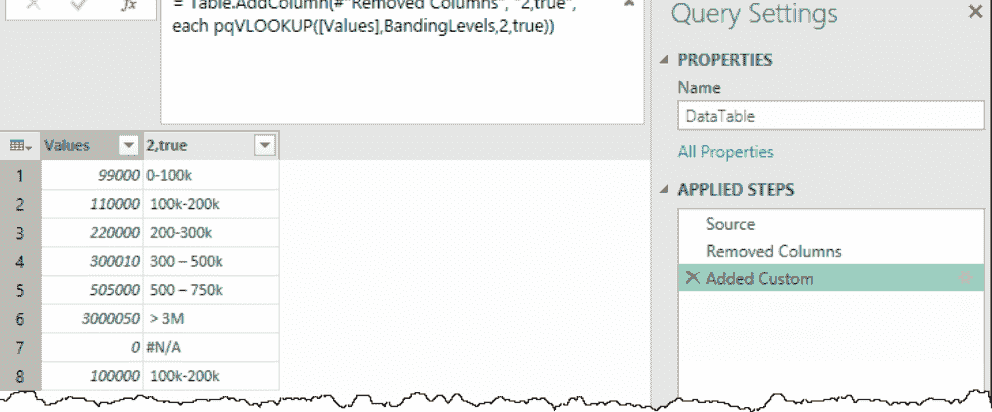 = Table.AddColumn(#"Removed Columns", "2,true",
each pqVLOOKUP([Values],BandingLevels,2,true))
fx
Values 2,true
1 99000 0-100k
2 110000 100k-200k
3 220000 200-300k
4 300010 300 – 500k
5 505000 500 – 750k
6 3000050 > 3M
7 0 #N/A
8 100000 100k-200k
Query Settings
PROPERTIES
Name
DataTable
All Properties
APPLIED STEPS
Source
Removed Columns
Added Custom